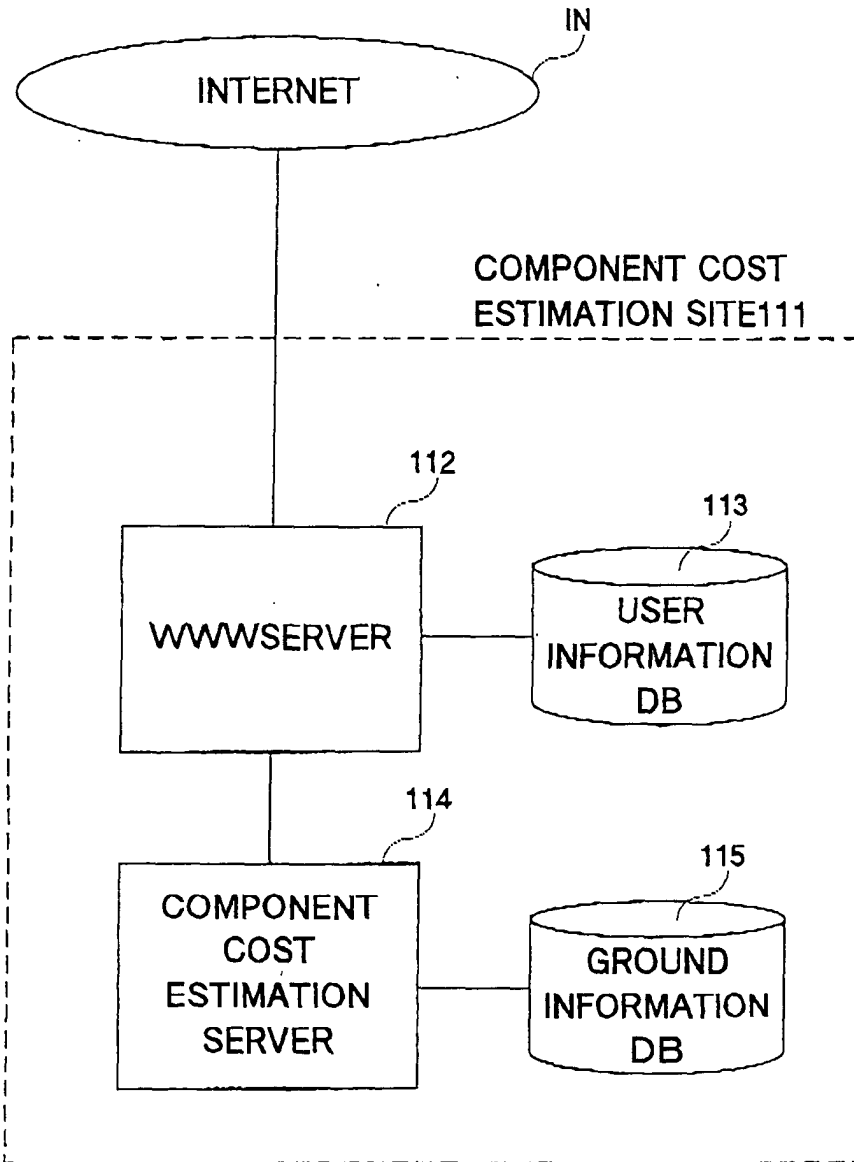 IN
INTERNET
COMPONENT COST
ESTIMATION SITE111
112
113
WWWSERVER
USER
INFORMATION
DB
114
115
COMPONENT
COST
ESTIMATION
SERVER
GROUND
INFORMATION
DB